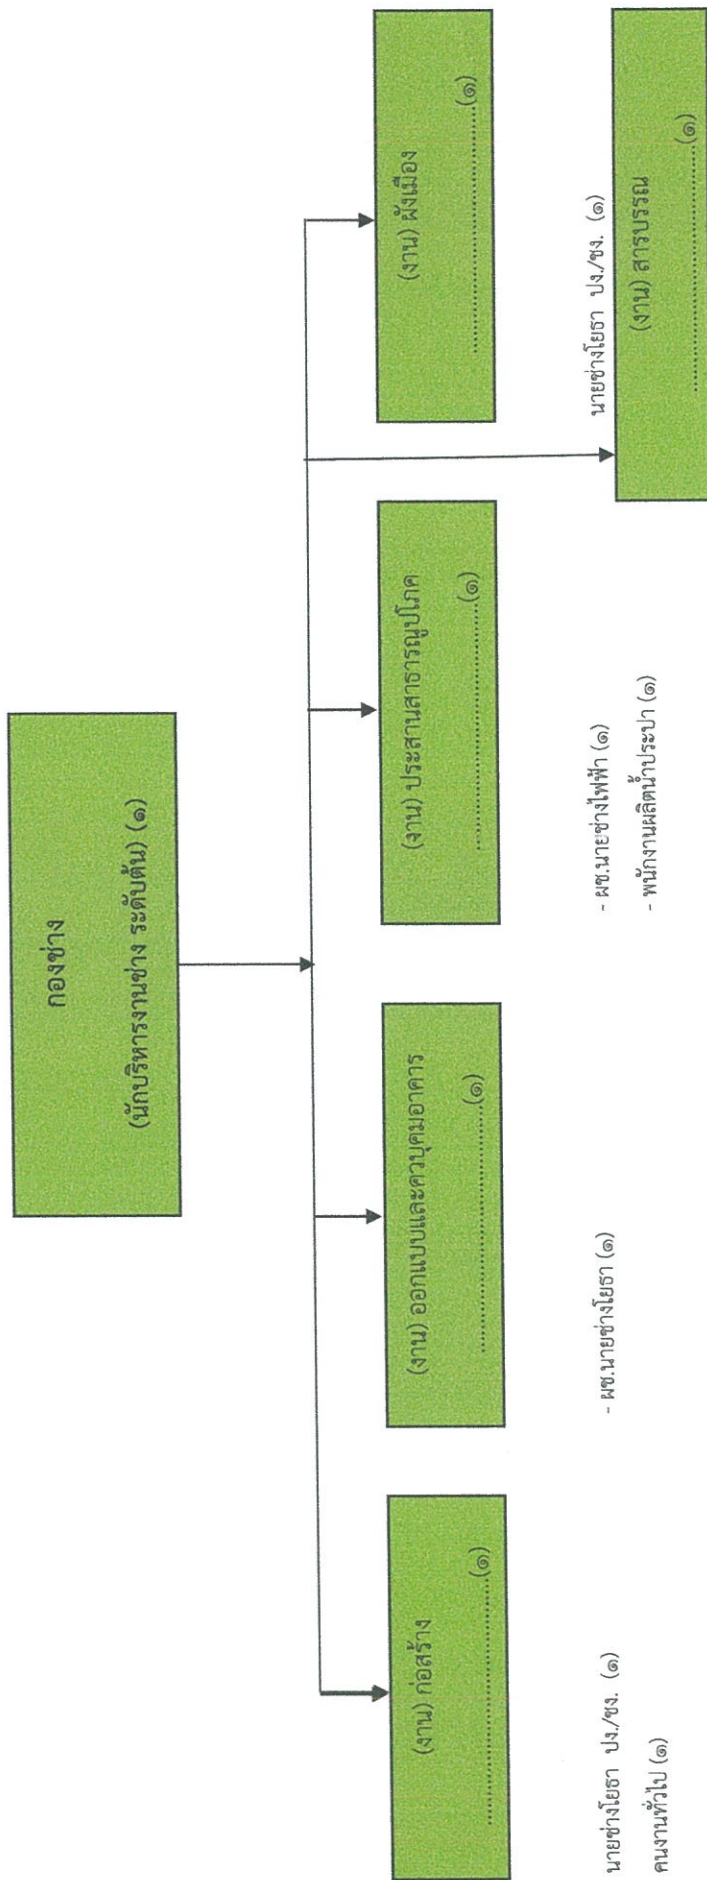 กองช่าง
(นักบริหารงานช่าง ระดับต้น) (๑)
(งาน) ก่อสร้าง
..........................................(๑)
(งาน) ออกแบบและควบคุมอาคาร
..........................................(๑)
(งาน) ประสานสาธารณูปโภค
..........................................(๑)
(งาน) ผังเมือง
..........................................(๑)
นายช่างโยธา ปง./ชง. (๑)
คนงานทั่วไป (๑)
- ผช.นายช่างโยธา (๑)
- ผช.นายช่างไฟฟ้า (๑)
- พนักงานผลิตน้ำประปา (๑)
นายช่างโยธา ปง./ชง. (๑)
(งาน) สารบรรณ
..........................................(๑)